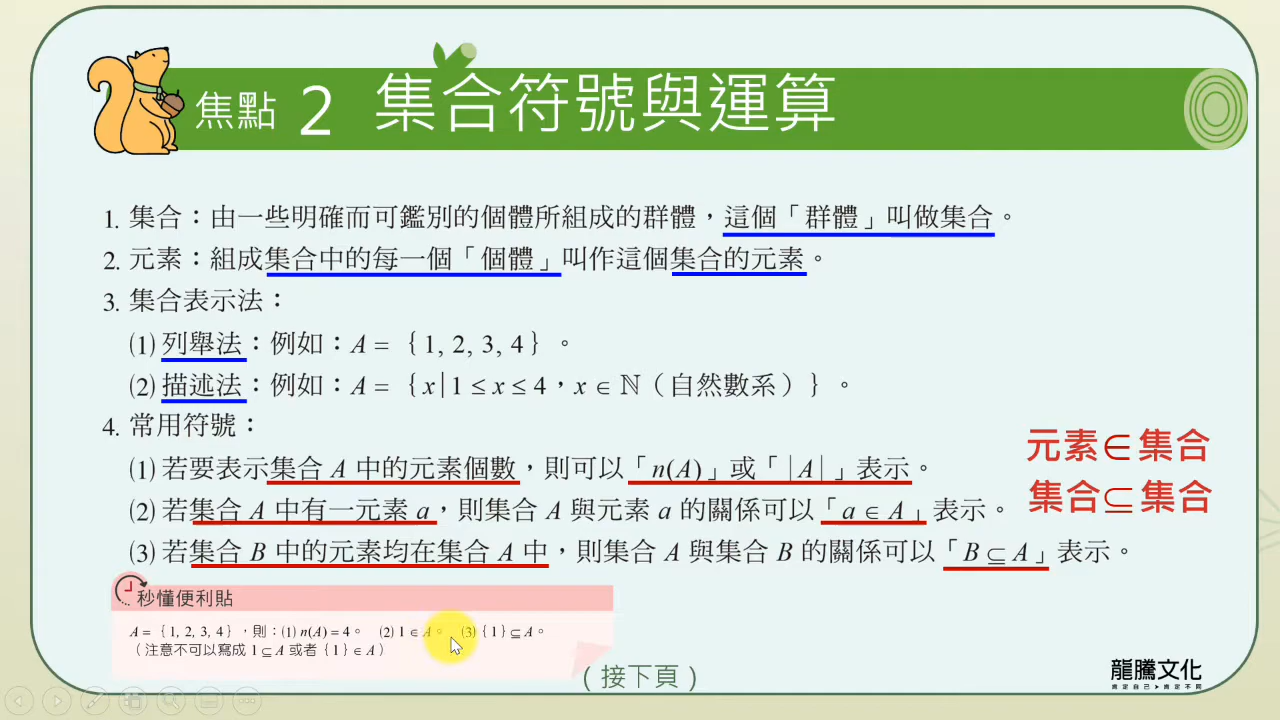 焦點 2 集合符號與運算
1. 集合：由一些明確而可鑑別的個體所組成的群體，這個「群體」叫做集合。
2. 元素：組成集合中的每一個「個體」叫作這個集合的元素。
3. 集合表示法：
(1) 列舉法：例如：A = ｛1, 2, 3, 4｝。
(2) 描述法：例如：A = ｛x│1 ≤ x ≤ 4，x ∈ ℕ（自然數系）｝。
4. 常用符號：
(1) 若要表示集合 A 中的元素個數，則可以「n(A)」或「|A|」表示。
(2) 若集合 A 中有一元素 a，則集合 A 與元素 a 的關係可以「a ∈ A」表示。
(3) 若集合 B 中的元素均在集合 A 中，則集合 A 與集合 B 的關係可以「B ⊆ A」表示。
元素∈集合
集合⊆集合
秒懂便利貼
A = ｛1, 2, 3, 4｝，則：(1) n(A) = 4。 (2) 1 ∈ A。 (3)｛1｝⊆ A。
（注意不可以寫成 1 ⊆ A 或者｛1｝∈ A）
（接下頁）
龍騰文化
肯定自己➤肯定不同